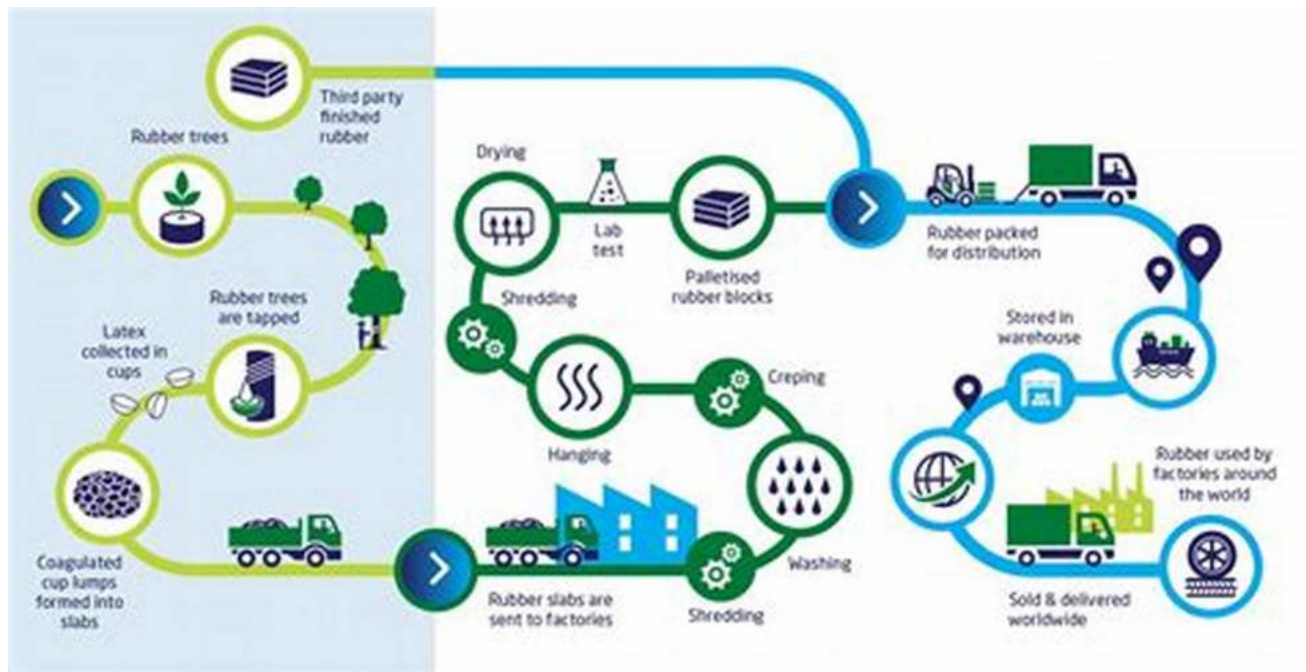 Third party
finished
rubber
Rubber trees
Rubber trees
are tapped
Latex
collected in
cups
Coagulated
cup lumps
formed into
slabs
Rubber slabs are
sent to factories
Shredding
Washing
Creping
Hanging
Shredding
Drying
Lab
test
Palletised
rubber blocks
Rubber packed
for distribution
Stored in
warehouse
Sold & delivered
worldwide
Rubber used by
factories around
the world